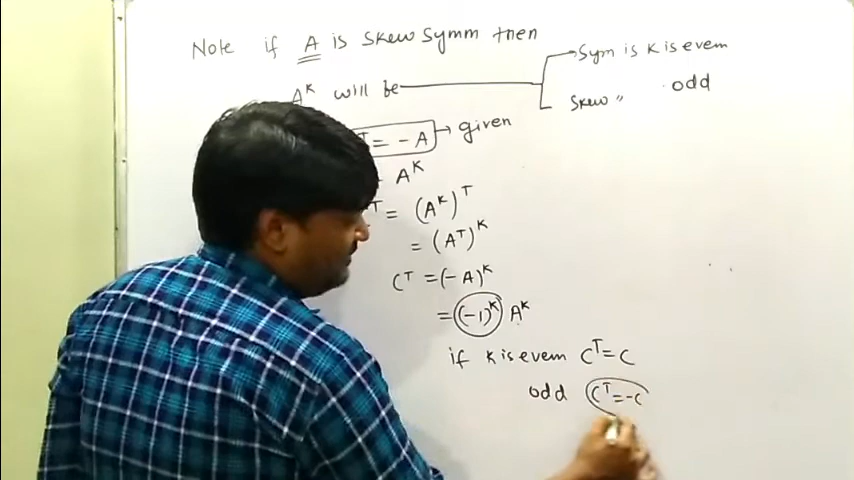 Note if A is skew symm then
A^K will be
Sym is K is evem
Skew " odd
T = - A → given
A^K
T = (A^K)^T
= (A^T)^K
C^T = (-A)^K
= (-1)^K A^K
if K is evem C^T = C
odd C^T = -C